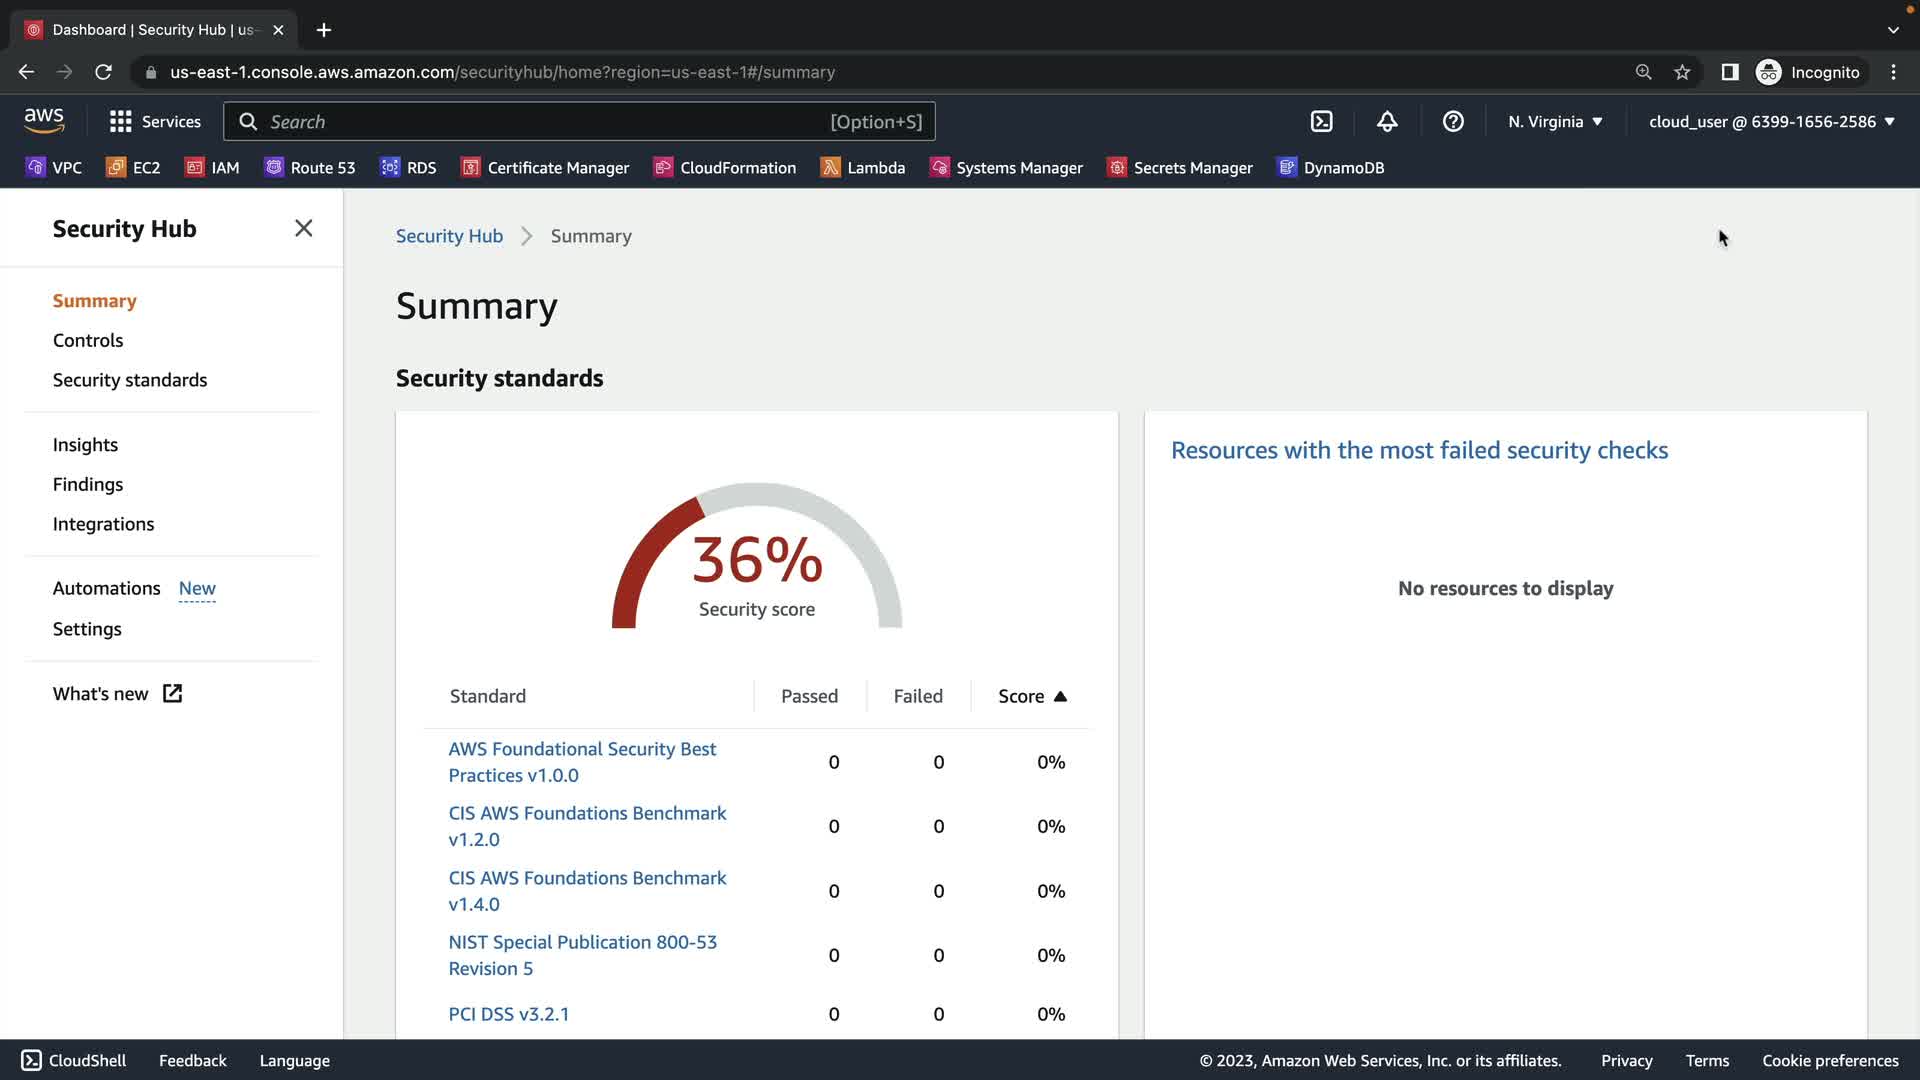 Dashboard | Security Hub | us-
us-east-1.console.aws.amazon.com/securityhub/home?region=us-east-1#/summary
Incognito
aws
Services
Search
[Option+S]
N. Virginia
cloud_user @ 6399-1656-2586
VPC
EC2
IAM
Route 53
RDS
Certificate Manager
CloudFormation
Lambda
Systems Manager
Secrets Manager
DynamoDB
Security Hub
Summary
Controls
Security standards
Insights
Findings
Integrations
Automations New
Settings
What's new
Security Hub > Summary
Summary
Security standards
36%
Security score
Standard Passed Failed Score
AWS Foundational Security Best
Practices v1.0.0
0 0 0%
CIS AWS Foundations Benchmark
v1.2.0
0 0 0%
CIS AWS Foundations Benchmark
v1.4.0
0 0 0%
NIST Special Publication 800-53
Revision 5
0 0 0%
PCI DSS v3.2.1 0 0 0%
Resources with the most failed security checks
No resources to display
CloudShell
Feedback
Language
© 2023, Amazon Web Services, Inc. or its affiliates.
Privacy
Terms
Cookie preferences